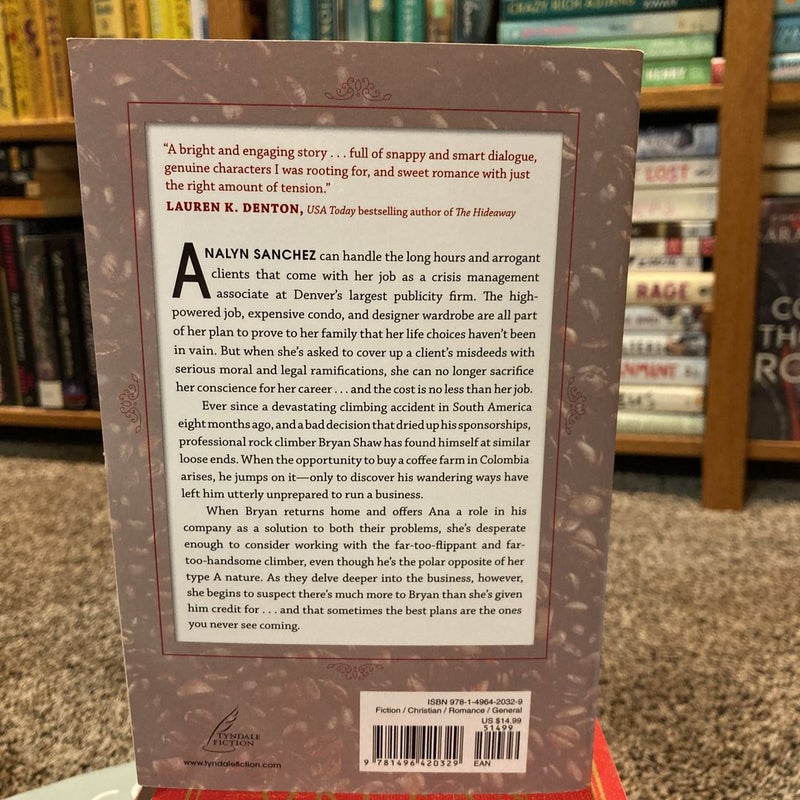 CRAZY RICH ASIANS
HENRY
LOST
RAGE
"A bright and engaging story . . . full of snappy and smart dialogue,
genuine characters I was rooting for, and sweet romance with just
the right amount of tension."
LAUREN K. DENTON, USA Today bestselling author of The Hideaway
ANALYN SANCHEZ can handle the long hours and arrogant
clients that come with her job as a crisis management
associate at Denver's largest publicity firm. The high-
powered job, expensive condo, and designer wardrobe are all part
of her plan to prove to her family that her life choices haven't been
in vain. But when she's asked to cover up a client's misdeeds with
serious moral and legal ramifications, she can no longer sacrifice
her conscience for her career . . . and the cost is no less than her job.
Ever since a devastating climbing accident in South America
eight months ago, and a bad decision that dried up his sponsorships,
professional rock climber Bryan Shaw has found himself at similar
loose ends. When the opportunity to buy a coffee farm in Colombia
arises, he jumps on it—only to discover his wandering ways have
left him utterly unprepared to run a business.
When Bryan returns home and offers Ana a role in his
company as a solution to both their problems, she's desperate
enough to consider working with the far-too-flippant and far-
too-handsome climber, even though he's the polar opposite of her
type A nature. As they delve deeper into the business, however,
she begins to suspect there's much more to Bryan than she's given
him credit for . . . and that sometimes the best plans are the ones
you never see coming.
TYNDALE
FICTION
www.tyndalefiction.com
ISBN 978-1-4964-2032-9
Fiction / Christian / Romance / General
US $14.99
51499
9 781496 420329
EAN